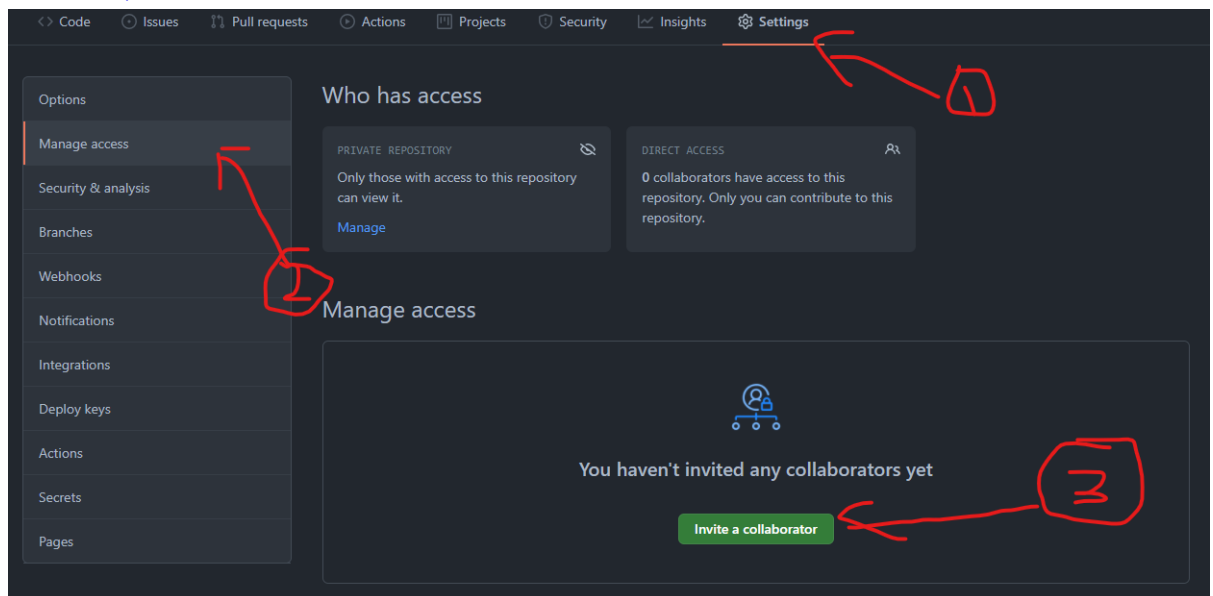 Code Issues Pull requests Actions Projects Security Insights Settings
1
Options
Manage access
Security & analysis
Branches
Webhooks
Notifications
Integrations
Deploy keys
Actions
Secrets
Pages
2
Who has access
PRIVATE REPOSITORY
Only those with access to this repository
can view it.
Manage
DIRECT ACCESS
0 collaborators have access to this
repository. Only you can contribute to this
repository.
Manage access
You haven't invited any collaborators yet
Invite a collaborator
3